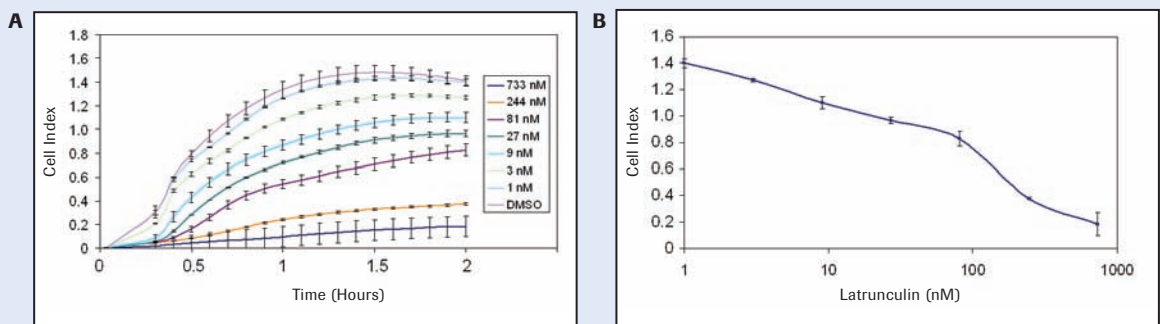 A
1.8
1.6
1.4
1.2
1.0
0.8
0.6
0.4
0.2
0
Cell Index
0 0.5 1 1.5 2
Time (Hours)
733 nM
244 nM
81 nM
27 nM
9 nM
3 nM
1 nM
DMSO
B
1.6
1.4
1.2
1.0
0.8
0.6
0.4
0.2
0
Cell Index
1 10 100 1000
Latrunculin (nM)